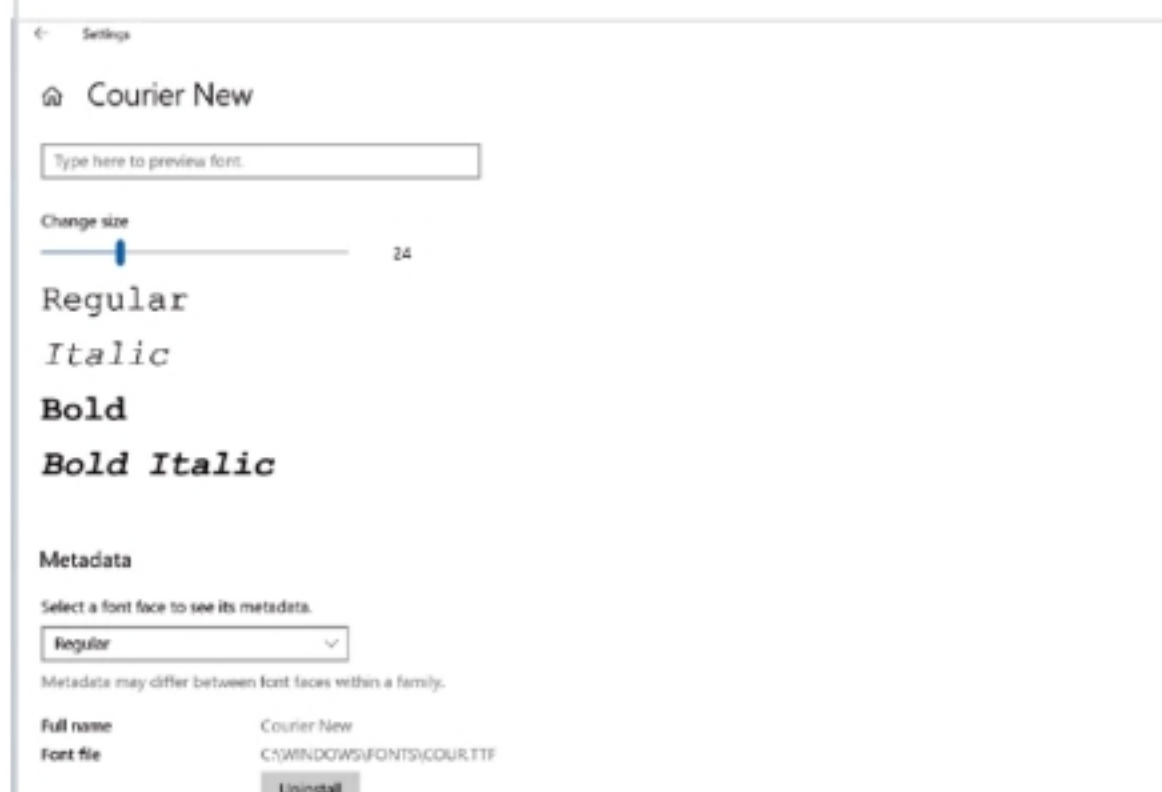 Settings
Courier New
Type here to preview font.
Change size
24
Regular
Italic
Bold
Bold Italic
Metadata
Select a font face to see its metadata.
Regular
Metadata may differ between font faces within a family.
Full name Courier New
Font file C:\WINDOWS\FONTS\COUR.TTF
Uninstall